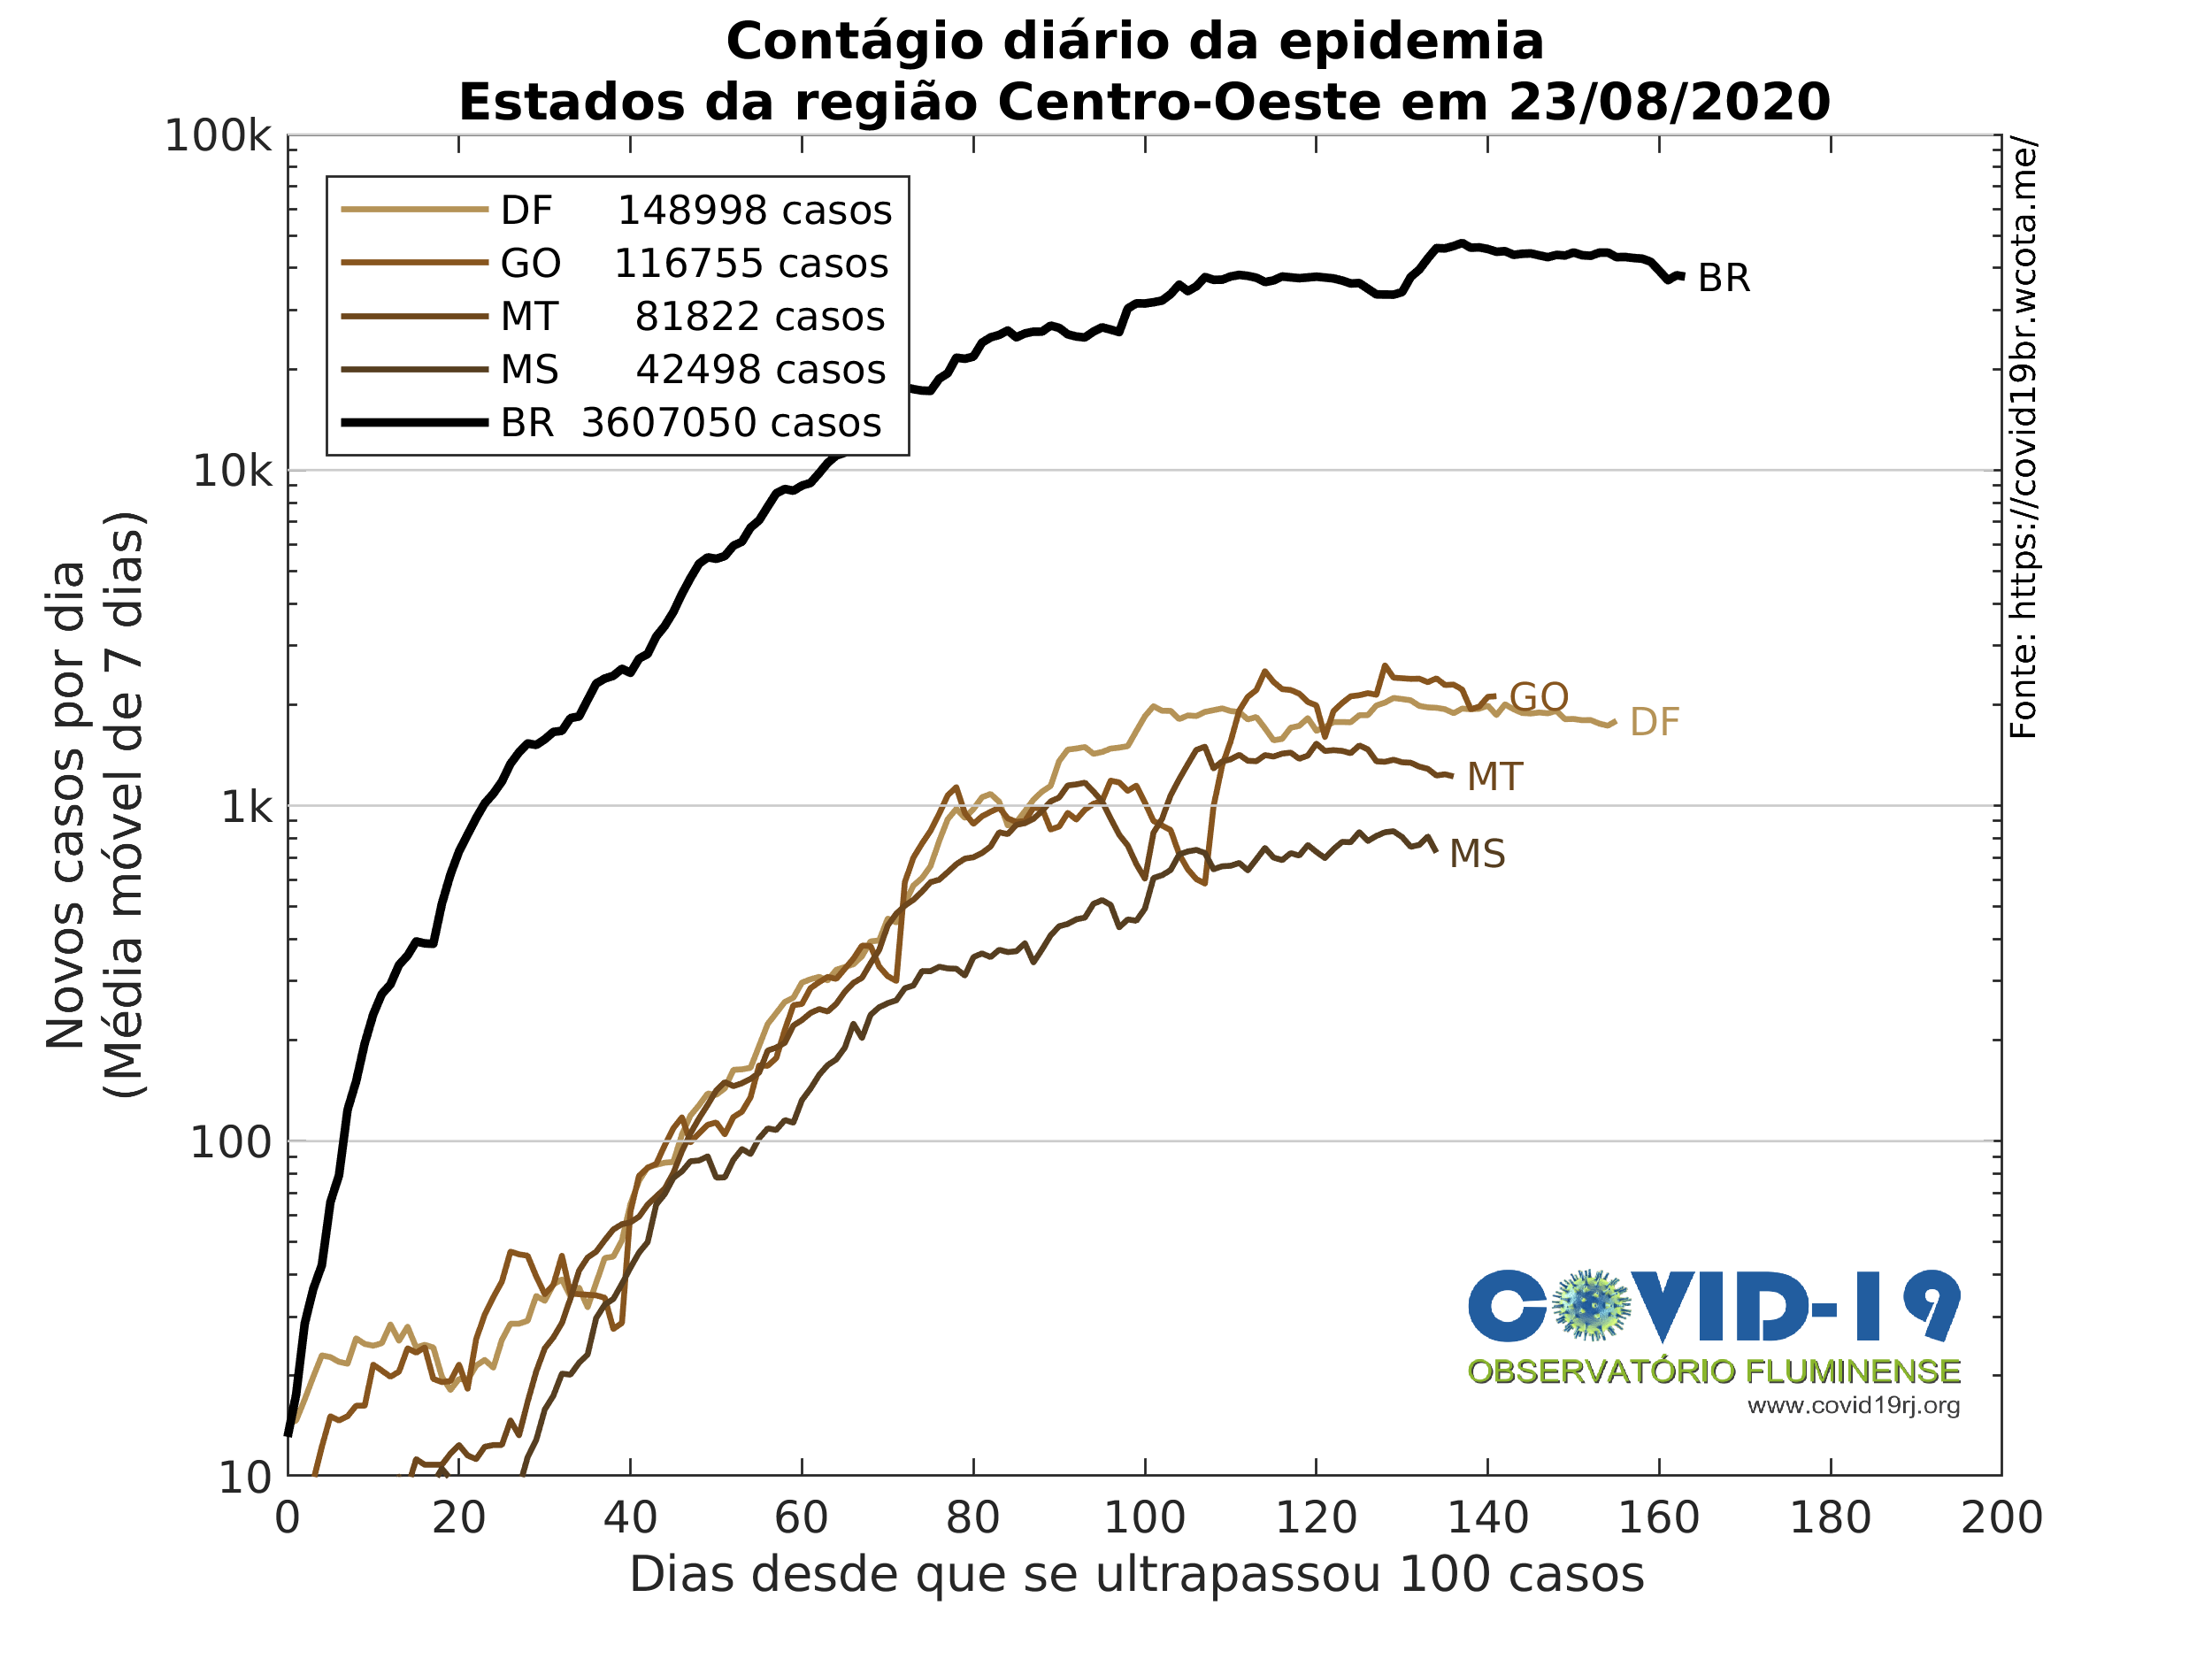 Contágio diário da epidemia
Estados da região Centro-Oeste em 23/08/2020
100k
10k
1k
100
10
Novos casos por dia
(Média móvel de 7 dias)
DF 148998 casos
GO 116755 casos
MT 81822 casos
MS 42498 casos
BR 3607050 casos
BR
GO
DF
MT
MS
Fonte: https://covid19br.wcota.me/
COVID-19
OBSERVATÓRIO FLUMINENSE
www.covid19rj.org
0 20 40 60 80 100 120 140 160 180 200
Dias desde que se ultrapassou 100 casos